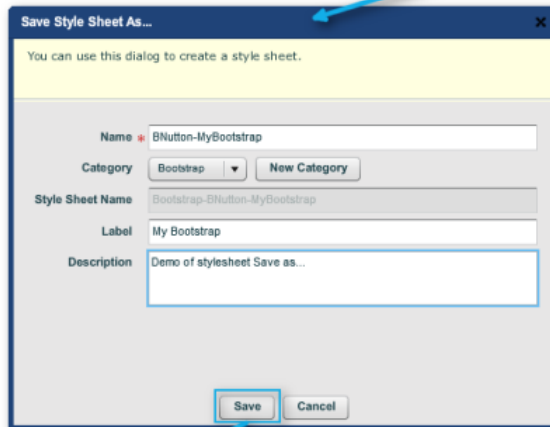 Save Style Sheet As...
You can use this dialog to create a style sheet.
Name * BNutton-MyBootstrap
Category Bootstrap New Category
Style Sheet Name Bootstrap-BNutton-MyBootstrap
Label My Bootstrap
Description Demo of stylesheet Save as...
Save Cancel